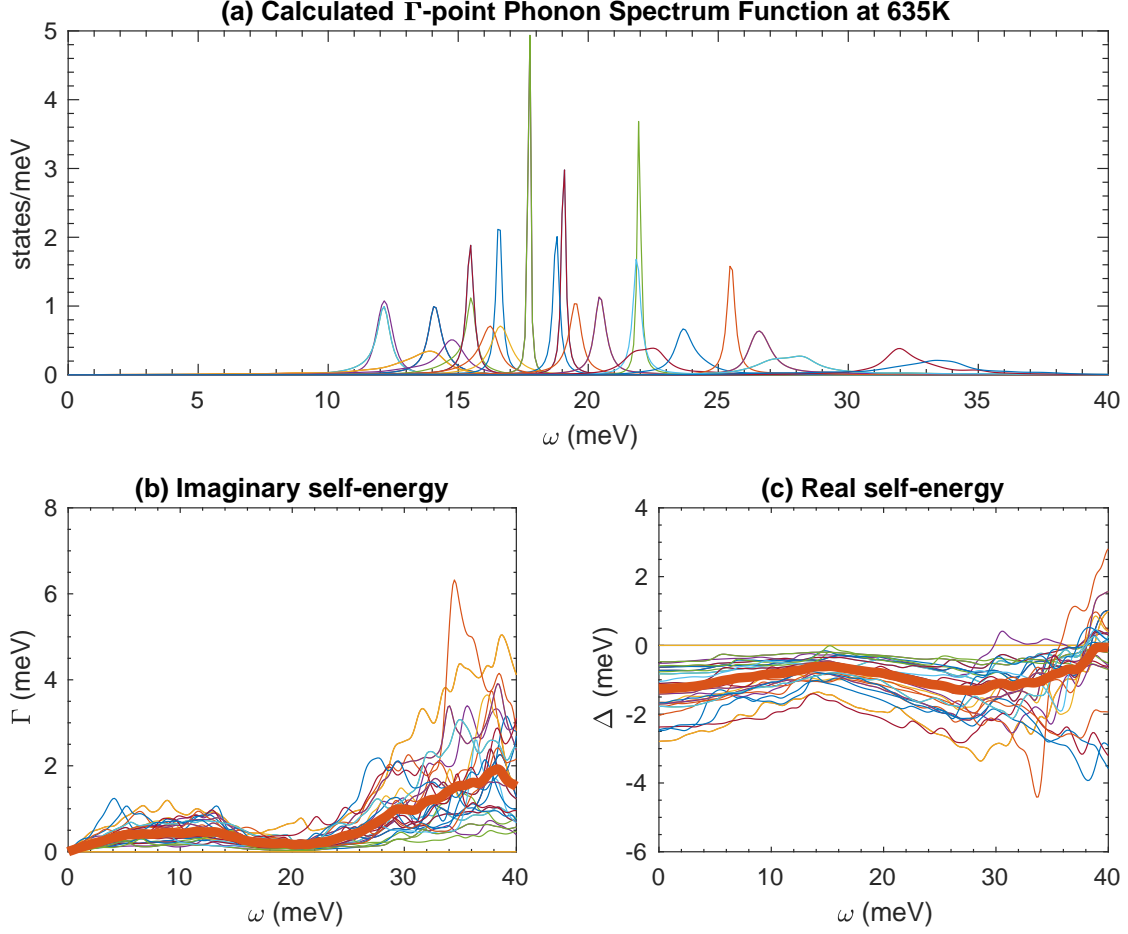 (a) Calculated Γ-point Phonon Spectrum Function at 635K
states/meV
5
4
3
2
1
0
0 5 10 15 20 25 30 35 40
ω (meV)
(b) Imaginary self-energy
Γ (meV)
8
6
4
2
0
0 10 20 30 40
ω (meV)
(c) Real self-energy
Δ (meV)
4
2
0
-2
-4
-6
0 10 20 30 40
ω (meV)